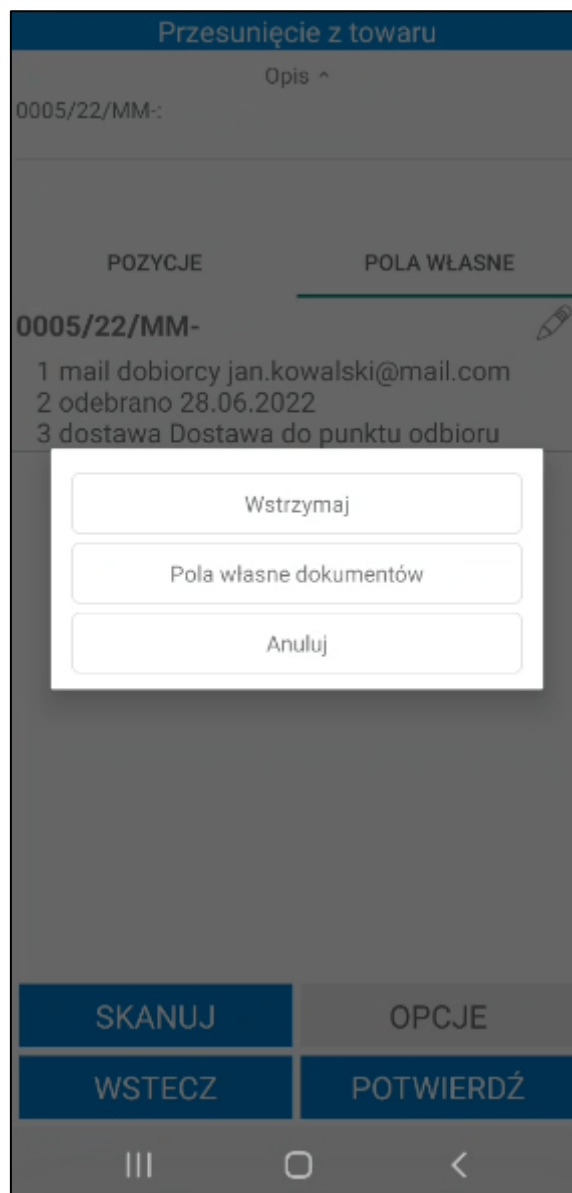 Przesunięcie z towaru
Opis ^
0005/22/MM-:
POZYCJE POLA WŁASNE
0005/22/MM-
1 mail dobiorcy jan.kowalski@mail.com
2 odebrano 28.06.2022
3 dostawa Dostawa do punktu odbioru
Wstrzymaj
Pola własne dokumentów
Anuluj
SKANUJ OPCJE
WSTECZ POTWIERDŹ